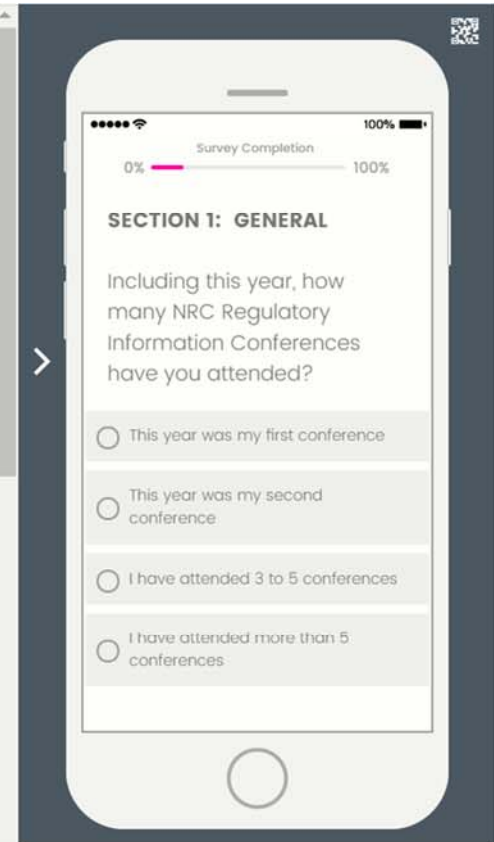 100%
Survey Completion
0% 100%
SECTION 1: GENERAL
Including this year, how
many NRC Regulatory
Information Conferences
have you attended?
This year was my first conference
This year was my second
conference
I have attended 3 to 5 conferences
I have attended more than 5
conferences